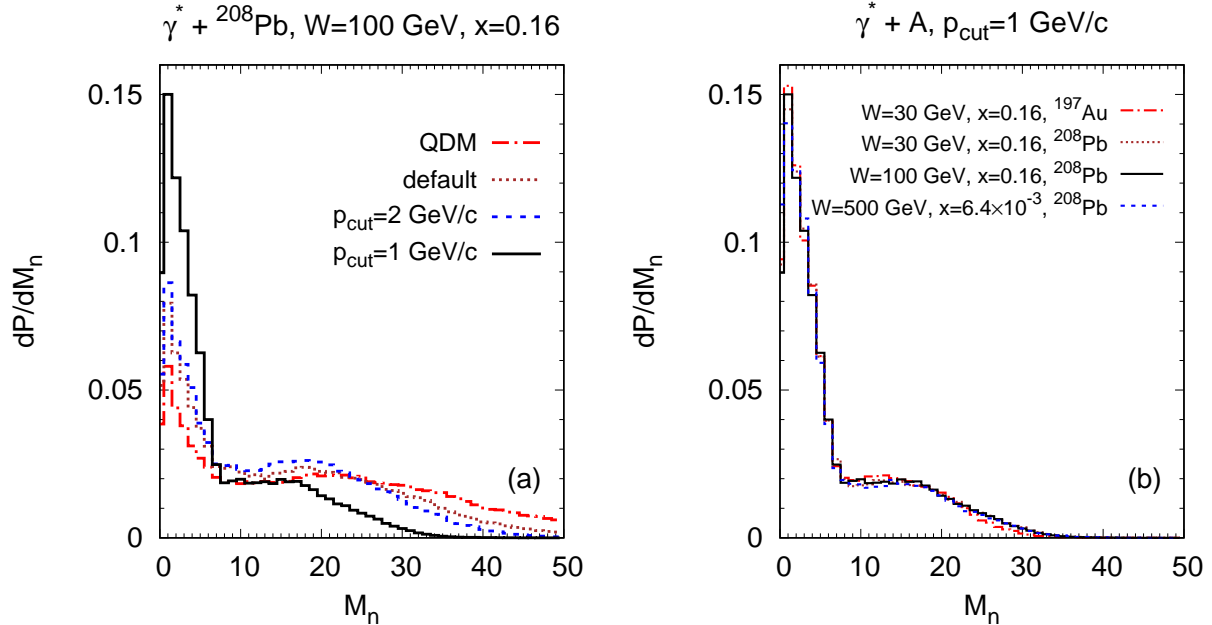 γ* + ²⁰⁸Pb, W=100 GeV, x=0.16
dP/dMₙ
0.15
0.1
0.05
0
QDM
default
p_cut=2 GeV/c
p_cut=1 GeV/c
(a)
0 10 20 30 40 50
Mₙ
γ* + A, p_cut=1 GeV/c
dP/dMₙ
0.15
0.1
0.05
0
W=30 GeV, x=0.16, ¹⁹⁷Au
W=30 GeV, x=0.16, ²⁰⁸Pb
W=100 GeV, x=0.16, ²⁰⁸Pb
W=500 GeV, x=6.4×10⁻³, ²⁰⁸Pb
(b)
0 10 20 30 40 50
Mₙ